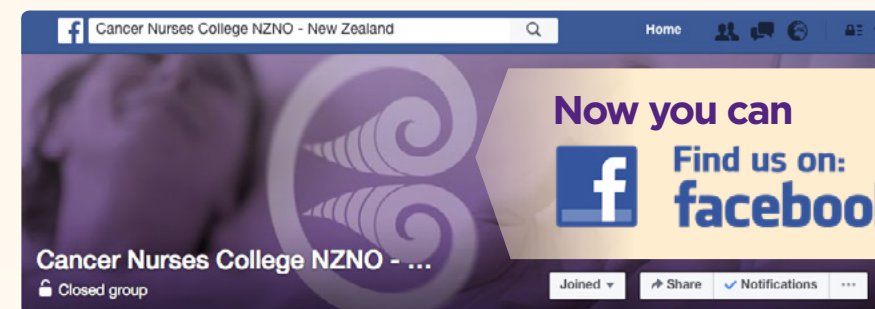 Cancer Nurses College NZNO - New Zealand
Home
Now you can
Find us on:
faceboo
Cancer Nurses College NZNO - ...
Closed group
Joined
Share
Notifications
...